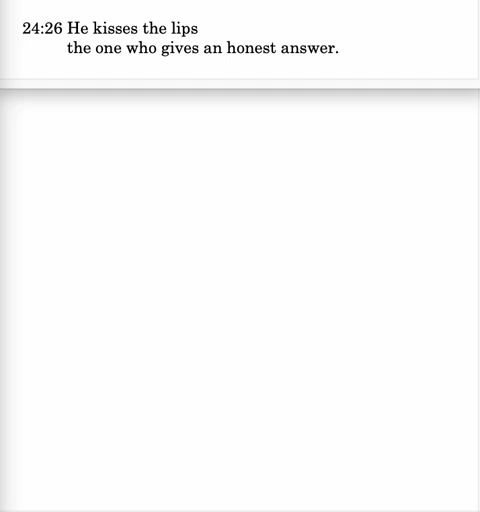 24:26 He kisses the lips
the one who gives an honest answer.